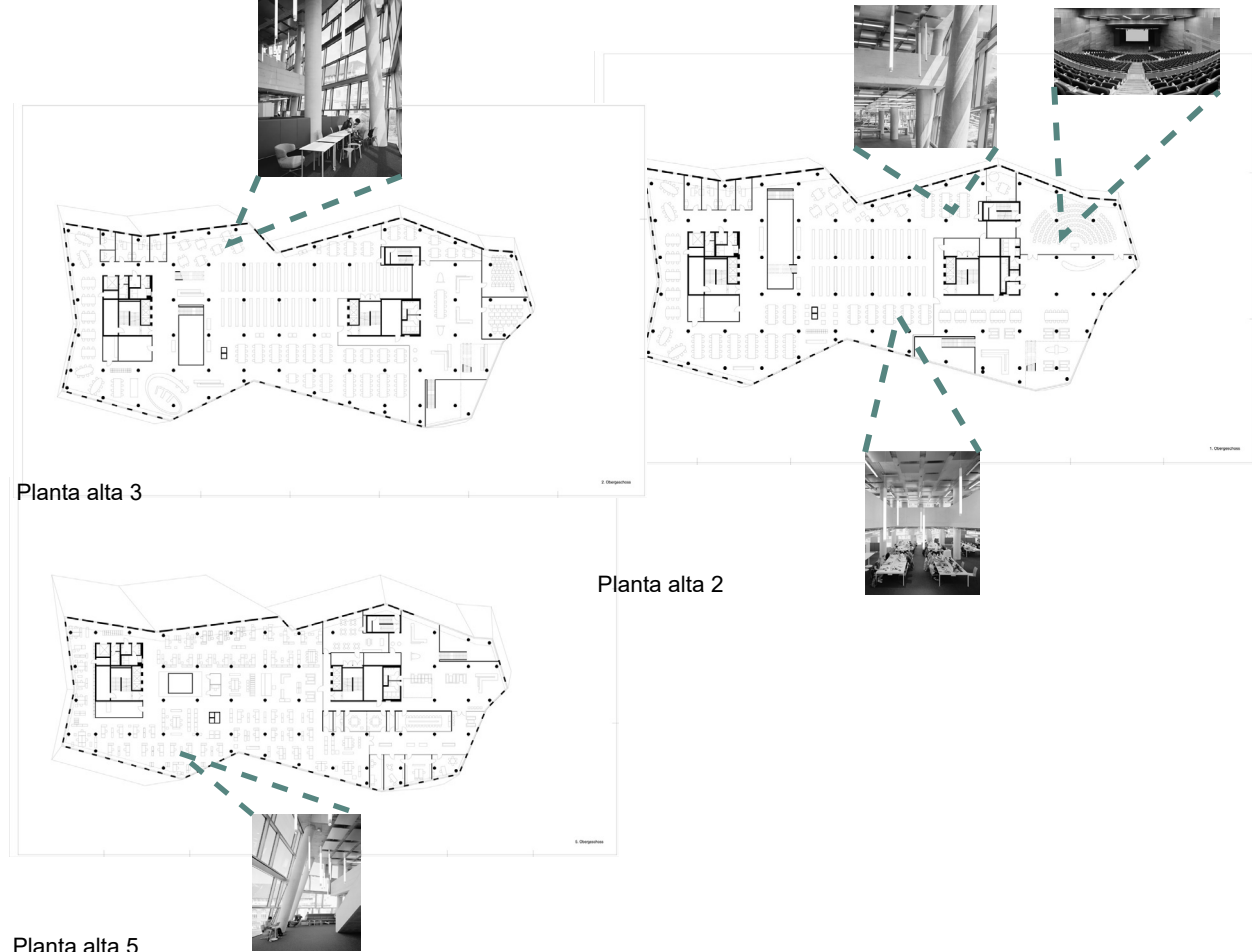 1. Obergeschoss
2. Obergeschoss
Planta alta 3
Planta alta 2
5. Obergeschoss
Planta alta 5